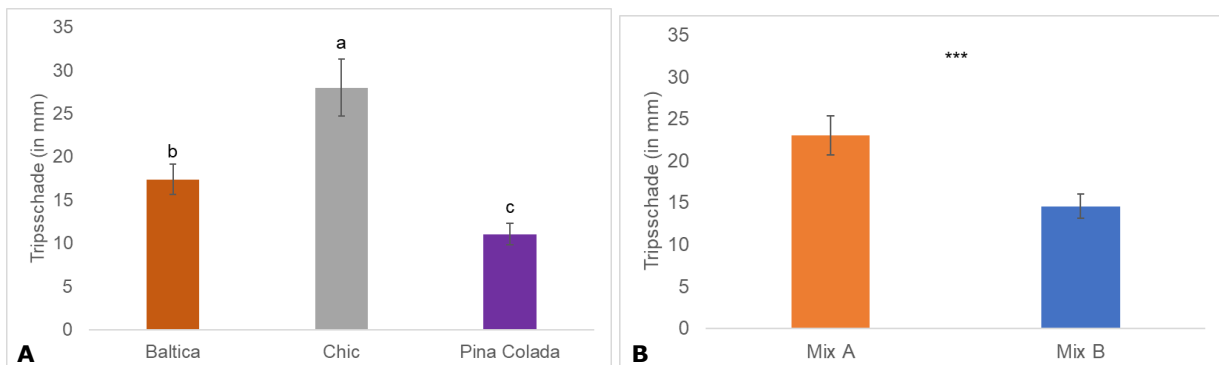 Tripsschade (in mm)
35
30
25
20
15
10
5
0
a
b
c
Baltica
Chic
Pina Colada
A
Tripsschade (in mm)
35
30
25
20
15
10
5
0
***
Mix A
Mix B
B